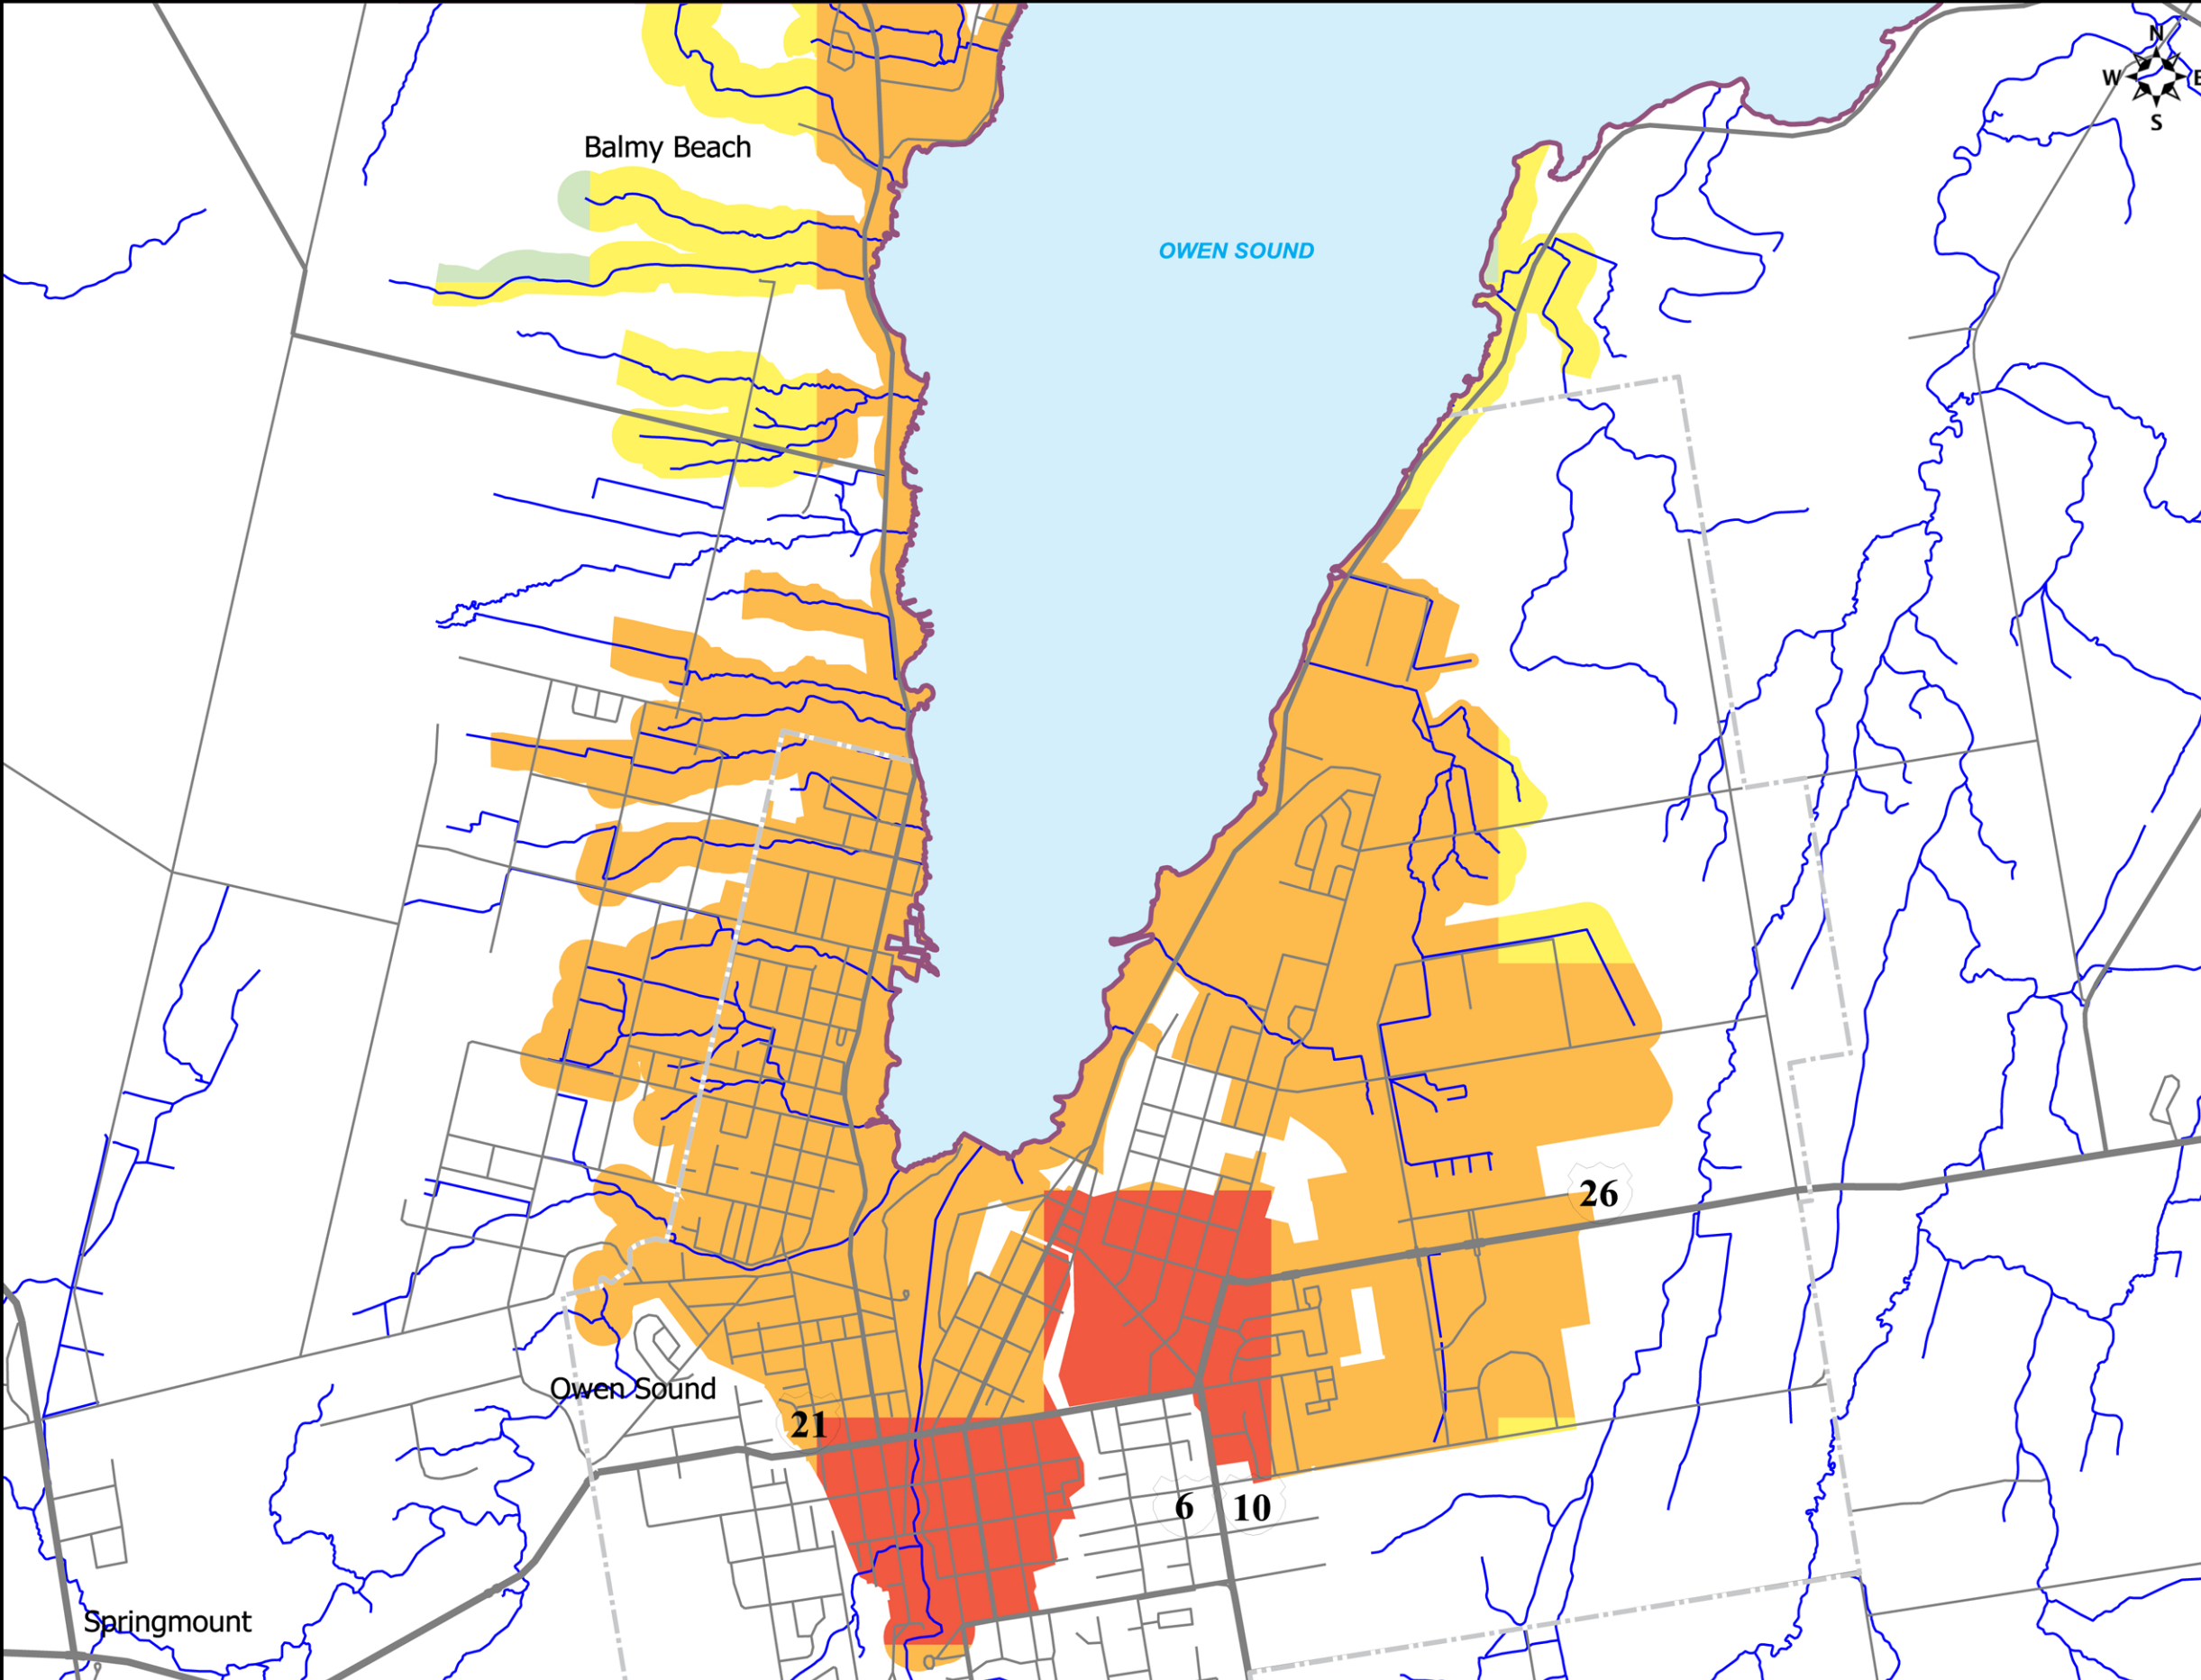 N
W E
S
Balmy Beach
OWEN SOUND
26
Owen Sound
21
6 10
Springmount